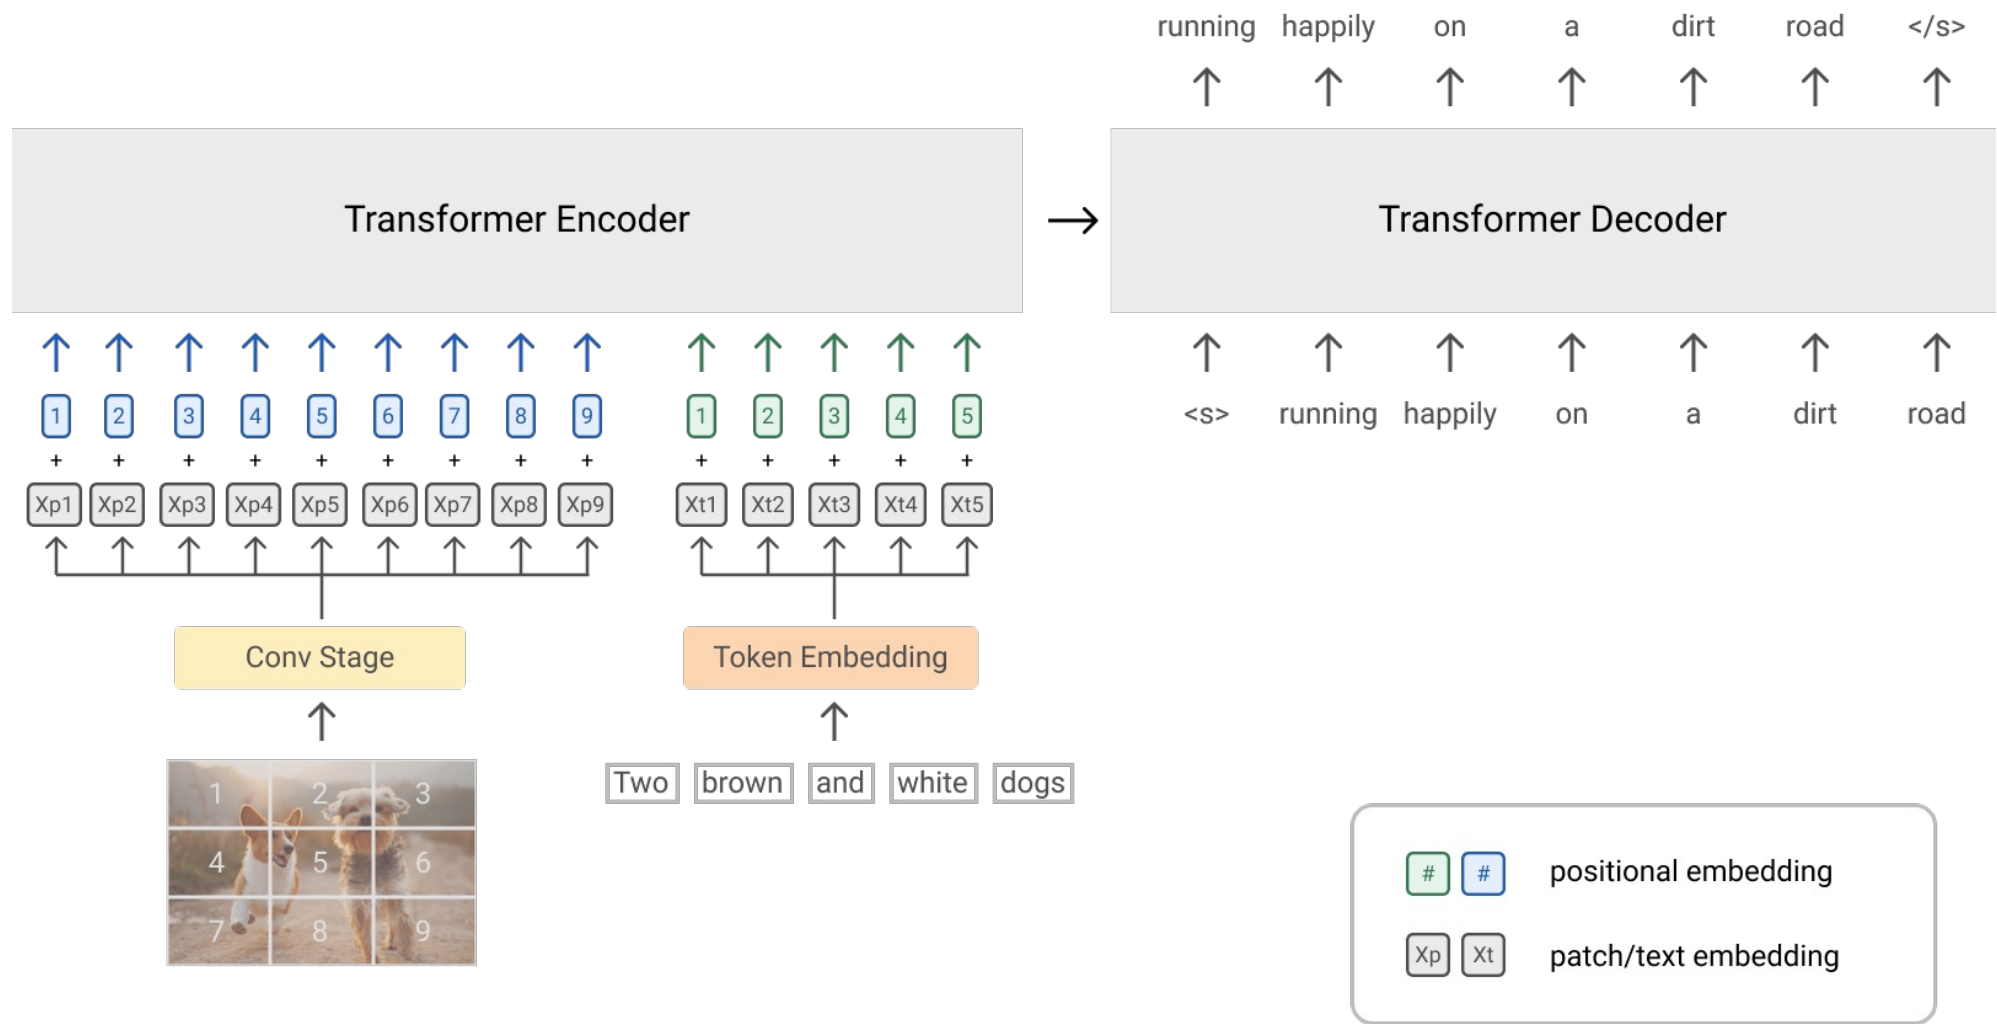 running happily on a dirt road </s>
Transformer Encoder
Transformer Decoder
1 2 3 4 5 6 7 8 9 1 2 3 4 5
<s> running happily on a dirt road
+ + + + + + + + + + + + + +
Xp1 Xp2 Xp3 Xp4 Xp5 Xp6 Xp7 Xp8 Xp9 Xt1 Xt2 Xt3 Xt4 Xt5
Conv Stage
Token Embedding
Two brown and white dogs
1 2 3
4 5 6
7 8 9
# # positional embedding
Xp Xt patch/text embedding